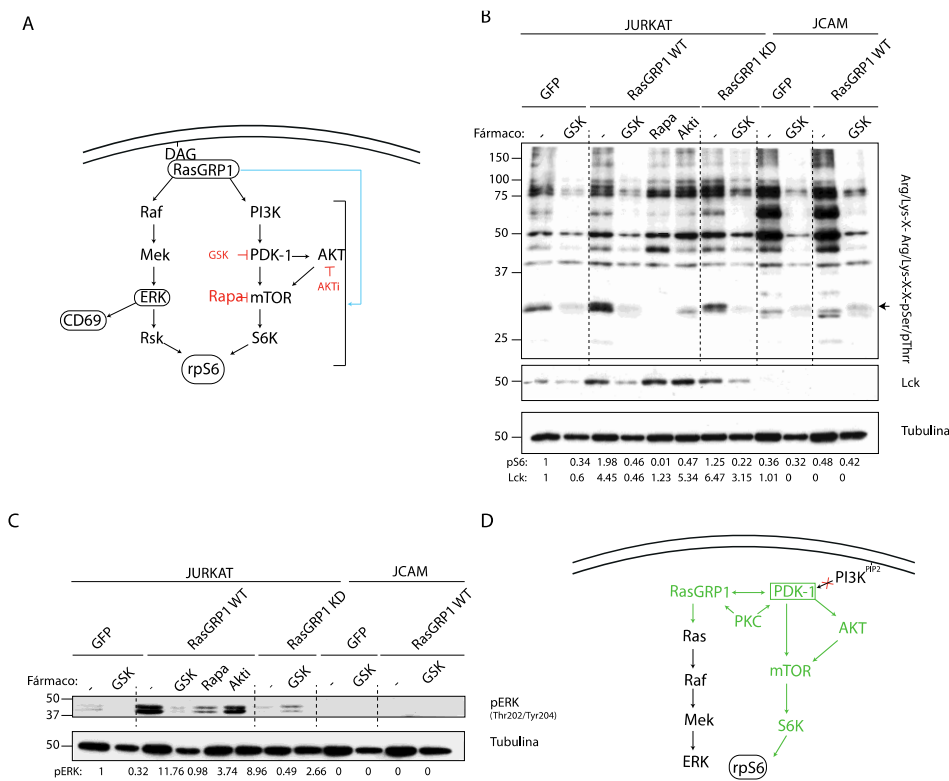 A
DAG
RasGRP1
Raf
PI3K
GSK
Mek
PDK-1
AKT
AKTi
ERK
Rapa
mTOR
CD69
Rsk
S6K
rpS6
B
JURKAT
JCAM
GFP
RasGRP1 WT
RasGRP1 KD
GFP
RasGRP1 WT
Fármaco: - GSK - GSK Rapa Akti - GSK - GSK - GSK
150
100
75
50
37
25
Arg/Lys-X- Arg/Lys-X-X-pSer/pThrr
50
Lck
50
Tubulina
pS6: 1 0.34 1.98 0.46 0.01 0.47 1.25 0.22 0.36 0.32 0.48 0.42
Lck: 1 0.6 4.45 0.46 1.23 5.34 6.47 3.15 1.01 0 0 0
C
JURKAT
JCAM
GFP
RasGRP1 WT
RasGRP1 KD
GFP
RasGRP1 WT
Fármaco: - GSK - GSK Rapa Akti - GSK - GSK - GSK
50
37
pERK
(Thr202/Tyr204)
50
Tubulina
pERK: 1 0.32 11.76 0.98 3.74 8.96 0.49 2.66 0 0 0 0
D
PI3K PIP2
RasGRP1
PDK-1
PKC
AKT
Ras
mTOR
Raf
Mek
S6K
ERK
rpS6